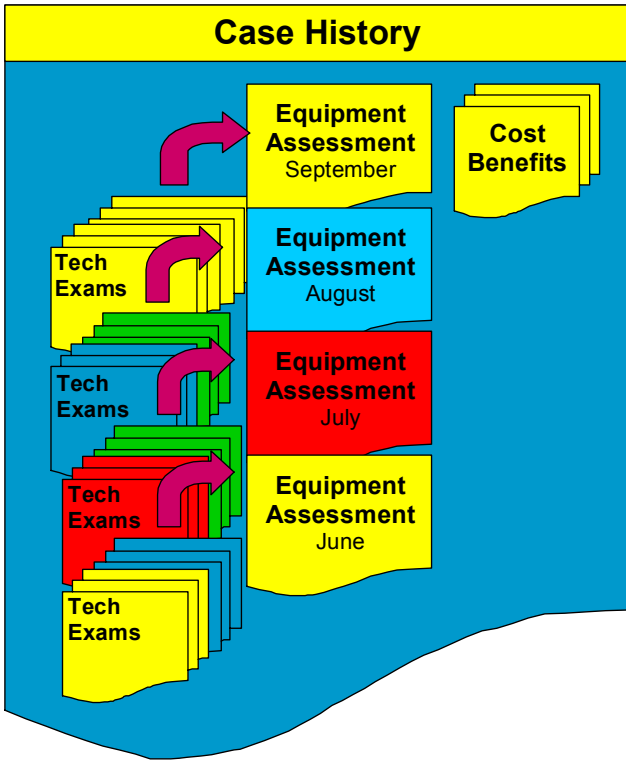 Case History
Equipment
Assessment
September
Cost
Benefits
Tech
Exams
Equipment
Assessment
August
Tech
Exams
Equipment
Assessment
July
Tech
Exams
Equipment
Assessment
June
Tech
Exams